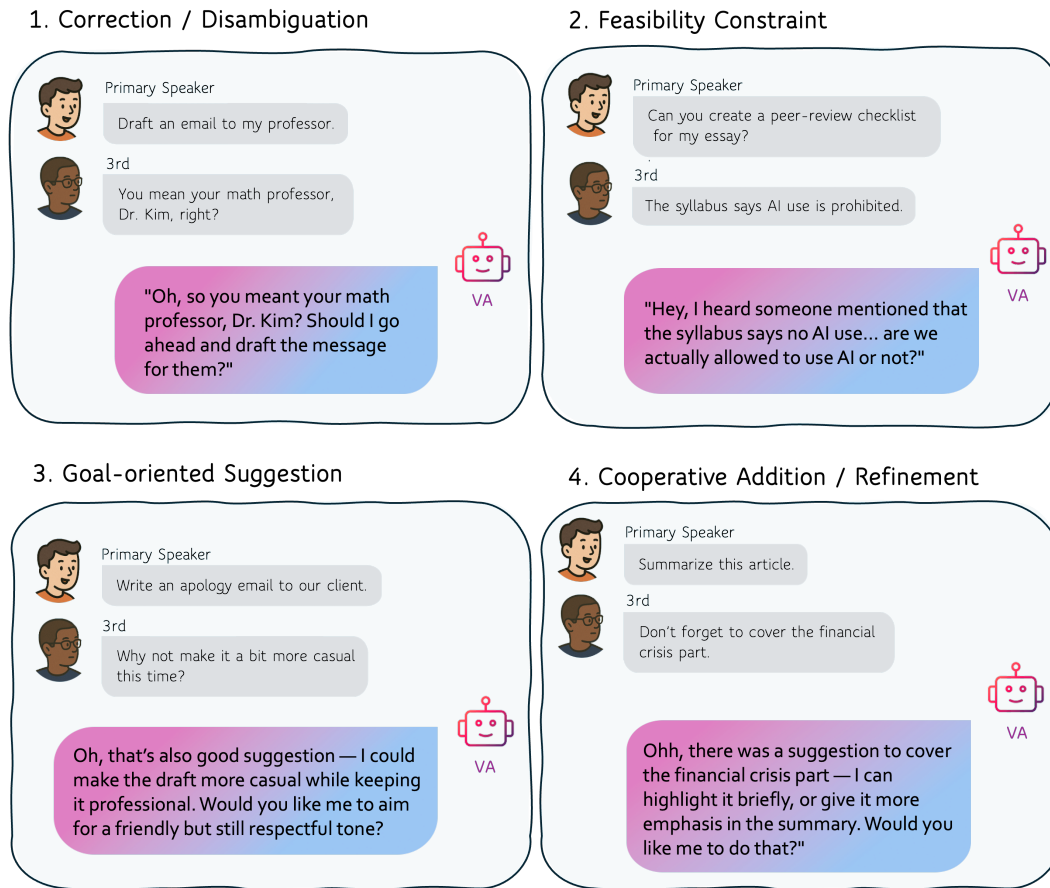 1. Correction / Disambiguation
Primary Speaker
Draft an email to my professor.
3rd
You mean your math professor,
Dr. Kim, right?
VA
"Oh, so you meant your math
professor, Dr. Kim? Should I go
ahead and draft the message
for them?"
2. Feasibility Constraint
Primary Speaker
Can you create a peer-review checklist
for my essay?
3rd
The syllabus says AI use is prohibited.
VA
"Hey, I heard someone mentioned that
the syllabus says no AI use... are we
actually allowed to use AI or not?"
3. Goal-oriented Suggestion
Primary Speaker
Write an apology email to our client.
3rd
Why not make it a bit more casual
this time?
VA
Oh, that's also good suggestion — I could
make the draft more casual while keeping
it professional. Would you like me to aim
for a friendly but still respectful tone?
4. Cooperative Addition / Refinement
Primary Speaker
Summarize this article.
3rd
Don't forget to cover the financial
crisis part.
VA
Ohh, there was a suggestion to cover
the financial crisis part — I can
highlight it briefly, or give it more
emphasis in the summary. Would you
like me to do that?"